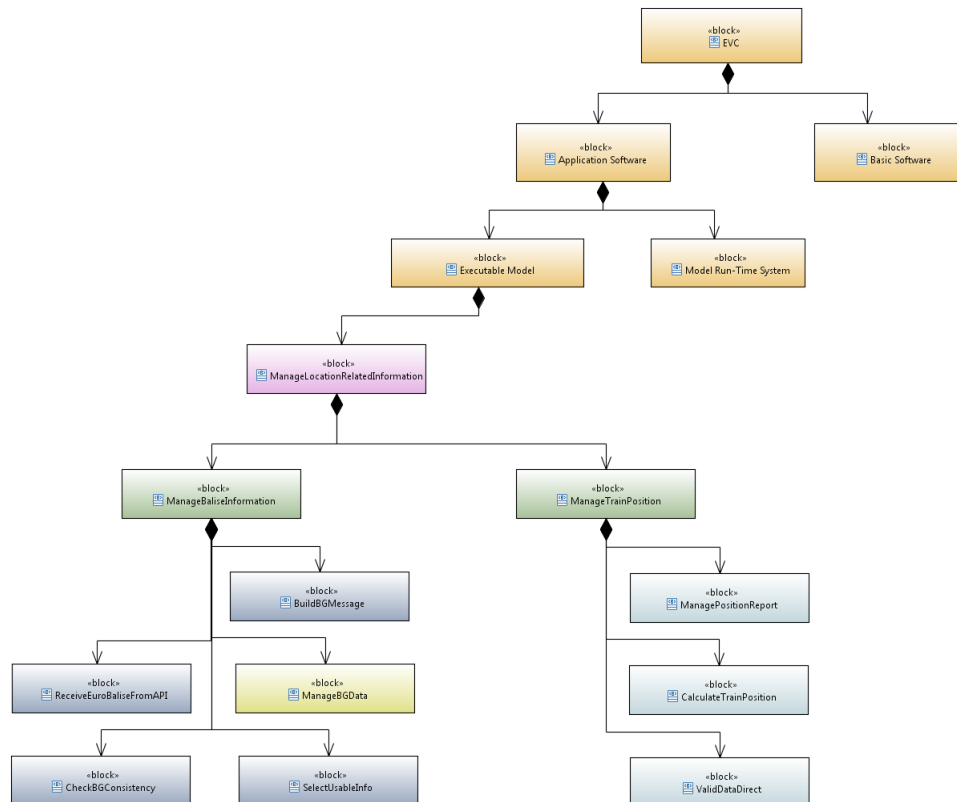 «block»
EVC
«block»
Application Software
«block»
Basic Software
«block»
Executable Model
«block»
Model Run-Time System
«block»
ManageLocationRelatedInformation
«block»
ManageBaliseInformation
«block»
ManageTrainPosition
«block»
BuildBGMessage
«block»
ManagePositionReport
«block»
ReceiveEuroBaliseFromAPI
«block»
ManageBGData
«block»
CalculateTrainPosition
«block»
CheckBGConsistency
«block»
SelectUsableInfo
«block»
ValidDataDirect